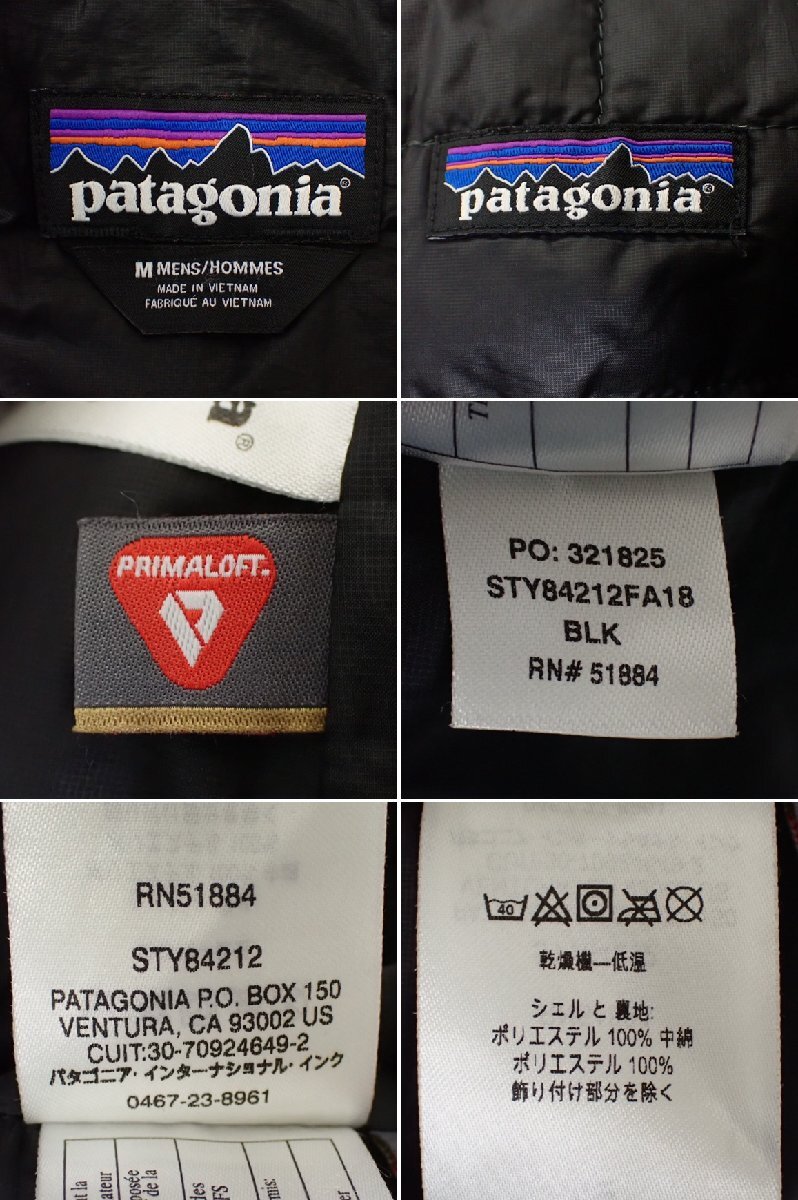 patagonia®
M MENS/HOMMES
MADE IN VIETNAM
FABRIQUÉ AU VIETNAM
patagonia®
®
PRIMALOFT
PO: 321825
STY84212FA18
BLK
RN# 51884
RN51884
STY84212
PATAGONIA P.O. BOX 150
VENTURA, CA 93002 US
CUIT:30-70924649-2
パタゴニア・インターナショナル・インク
0467-23-8961
40
乾燥機—低温
シェル と 裏地:
ポリエステル 100% 中綿
ポリエステル 100%
飾り付け部分を除く